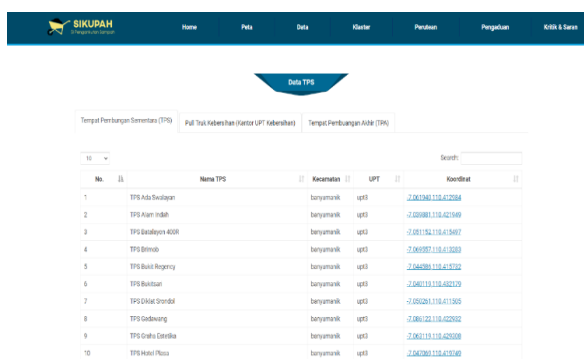 SIKUPAH
Home Peta Data Klaster Perutean Pengaduan Kritik & Saran
Data TPS
Tempat Pembungan Sementara (TPS) Pull Truk Kebersihan (Kantor UPT Kebersihan) Tempat Pembuangan Akhir (TPA)
10 Search:
No. Nama TPS Kecamatan UPT Koordinat
1 TPS Ada Swalayan banyumanik upt3
2 TPS Alam Indah banyumanik upt3
3 TPS Batalayon 400R banyumanik upt3
4 TPS Brimob banyumanik upt3
5 TPS Bukit Regency banyumanik upt3
6 TPS Bukitsari banyumanik upt3
7 TPS Diklat Srondol banyumanik upt3
8 TPS Gedawang banyumanik upt3
9 TPS Graha Estetika banyumanik upt3
10 TPS Hotel Plasa banyumanik upt3